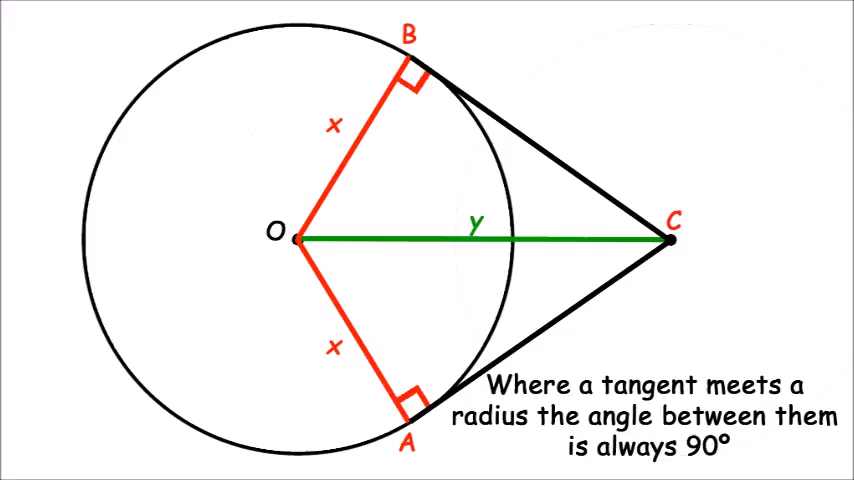 B
x
y
C
O
x
A
Where a tangent meets a
radius the angle between them
is always 90°